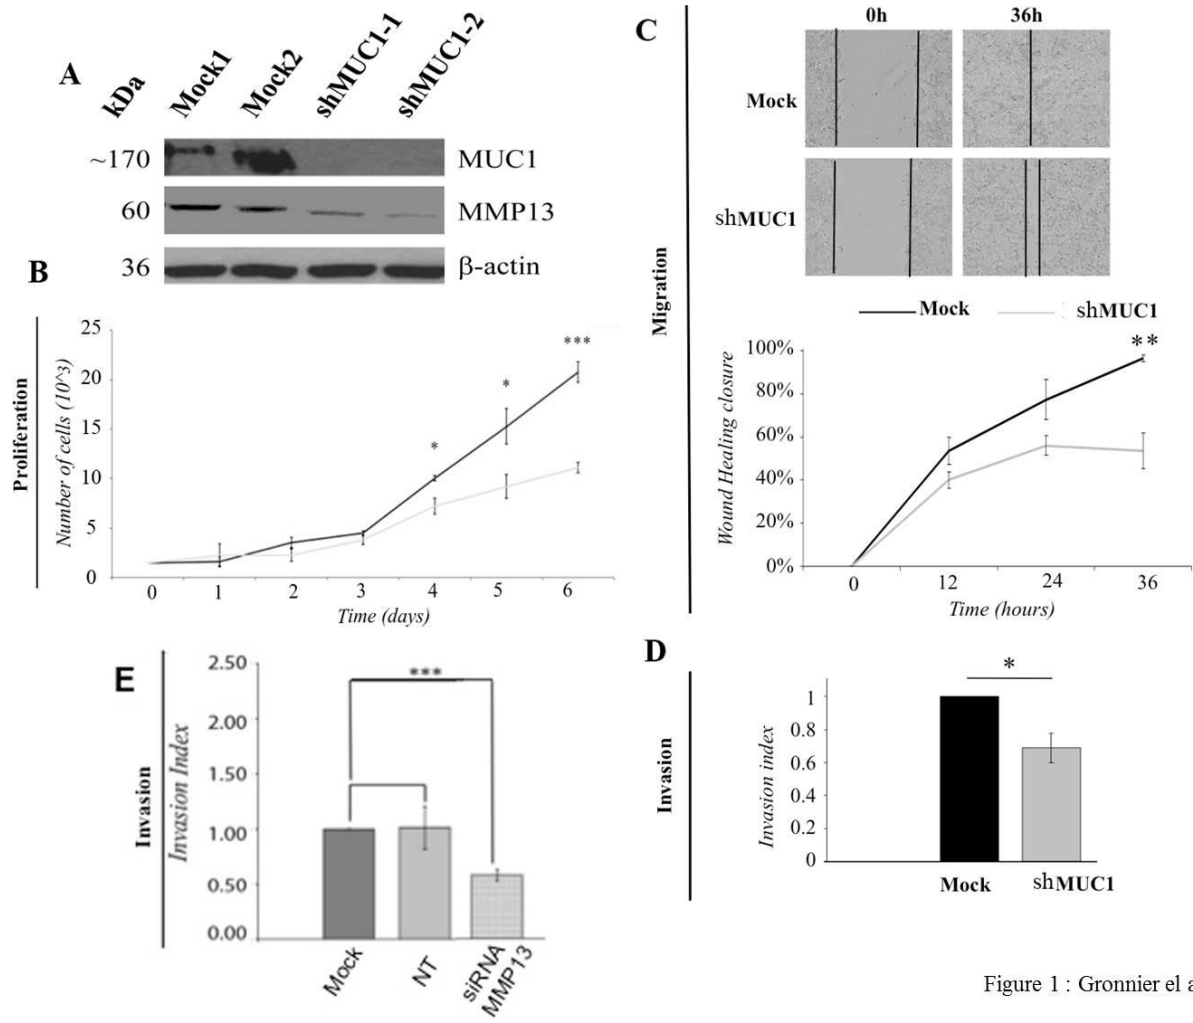 A
kDa
Mock1
Mock2
shMUC1-1
shMUC1-2
~170
MUC1
60
MMP13
36
β-actin
B
Proliferation
Number of cells (10^3)
25
20
15
10
5
0
*
*
***
0 1 2 3 4 5 6
Time (days)
C
0h 36h
Mock
shMUC1
Migration
Mock
shMUC1
Wound Healing closure
100%
80%
60%
40%
20%
0%
**
0 12 24 36
Time (hours)
E
Invasion
Invasion Index
2.50
2.00
1.50
1.00
0.50
0.00
***
Mock
NT
siRNA
MMP13
D
Invasion
Invasion index
1
0.8
0.6
0.4
0.2
0
*
Mock shMUC1
Figure 1 : Gronnier el a